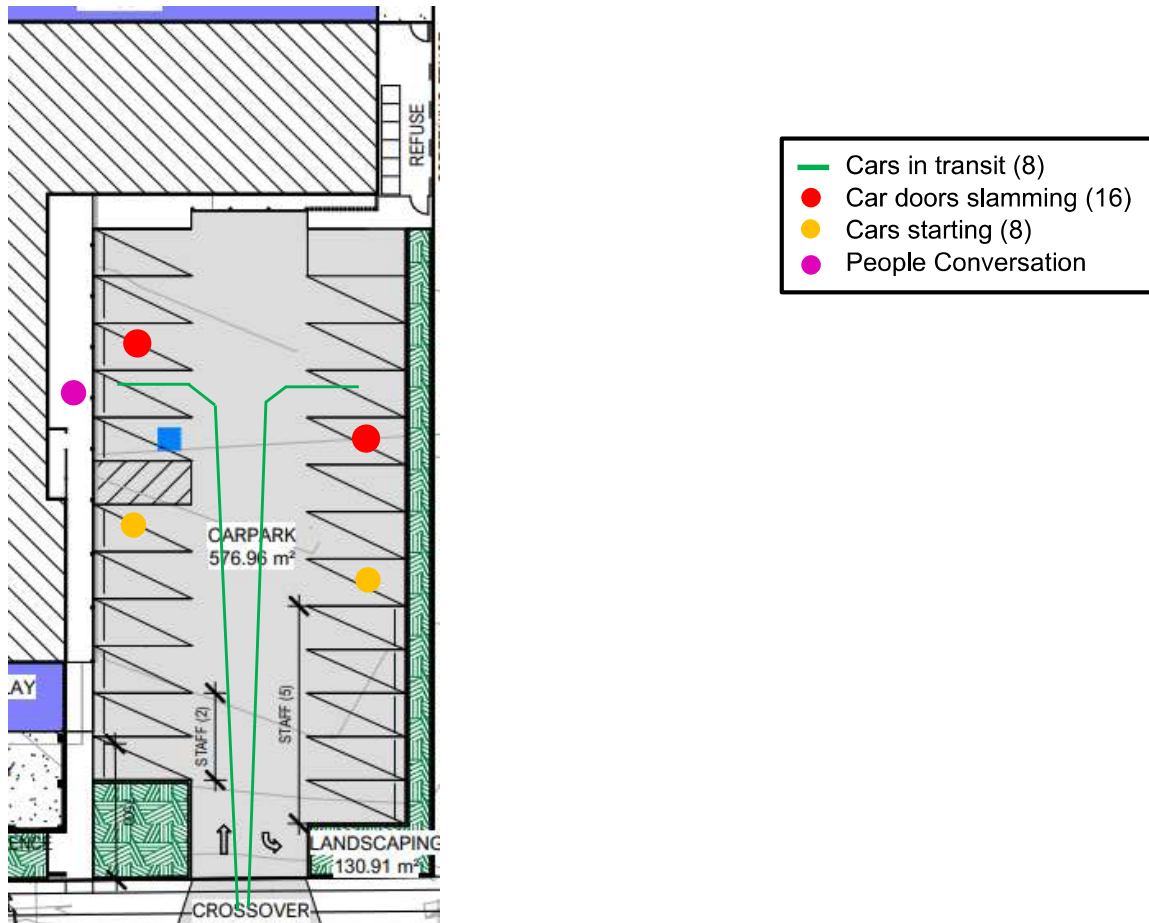 REFUSE
Cars in transit (8)
Car doors slamming (16)
Cars starting (8)
People Conversation
CARPARK
576.96 m²
STAFF (5)
STAFF (2)
LAY
LANDSCAPING
130.91 m²
ENCE
CROSSOVER